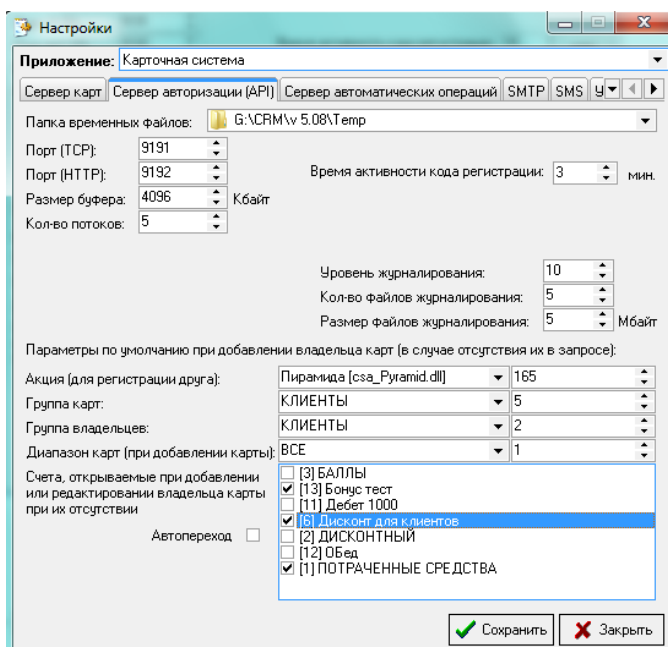 Настройки
Приложение: Карточная система
Сервер карт Сервер авторизации (API) Сервер автоматических операций SMTP SMS У
Папка временных файлов: G:\CRM\v 5.08\Temp
Порт (TCP): 9191
Порт (HTTP): 9192 Время активности кода регистрации: 3 мин.
Размер буфера: 4096 Кбайт
Кол-во потоков: 5
Уровень журналирования: 10
Кол-во файлов журналирования: 5
Размер файлов журналирования: 5 Мбайт
Параметры по умолчанию при добавлении владельца карт (в случае отсутствия их в запросе):
Акция (для регистрации друга): Пирамида [csa_Pyramid.dll] 165
Группа карт: КЛИЕНТЫ 5
Группа владельцев: КЛИЕНТЫ 2
Диапазон карт (при добавлении карты): ВСЕ 1
Счета, открываемые при добавлении
или редактировании владельца карты
при их отсутствии
Автопереход
[3] БАЛЛЫ
[13] Бонус тест
[11] Дебет 1000
[6] Дисконт для клиентов
[2] ДИСКОНТНЫЙ
[12] ОБед
[1] ПОТРАЧЕННЫЕ СРЕДСТВА
Сохранить Закрыть